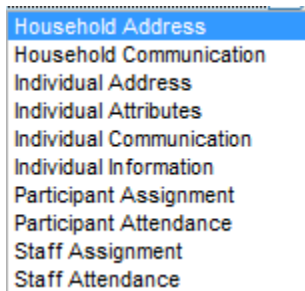 Household Address
Household Communication
Individual Address
Individual Attributes
Individual Communication
Individual Information
Participant Assignment
Participant Attendance
Staff Assignment
Staff Attendance